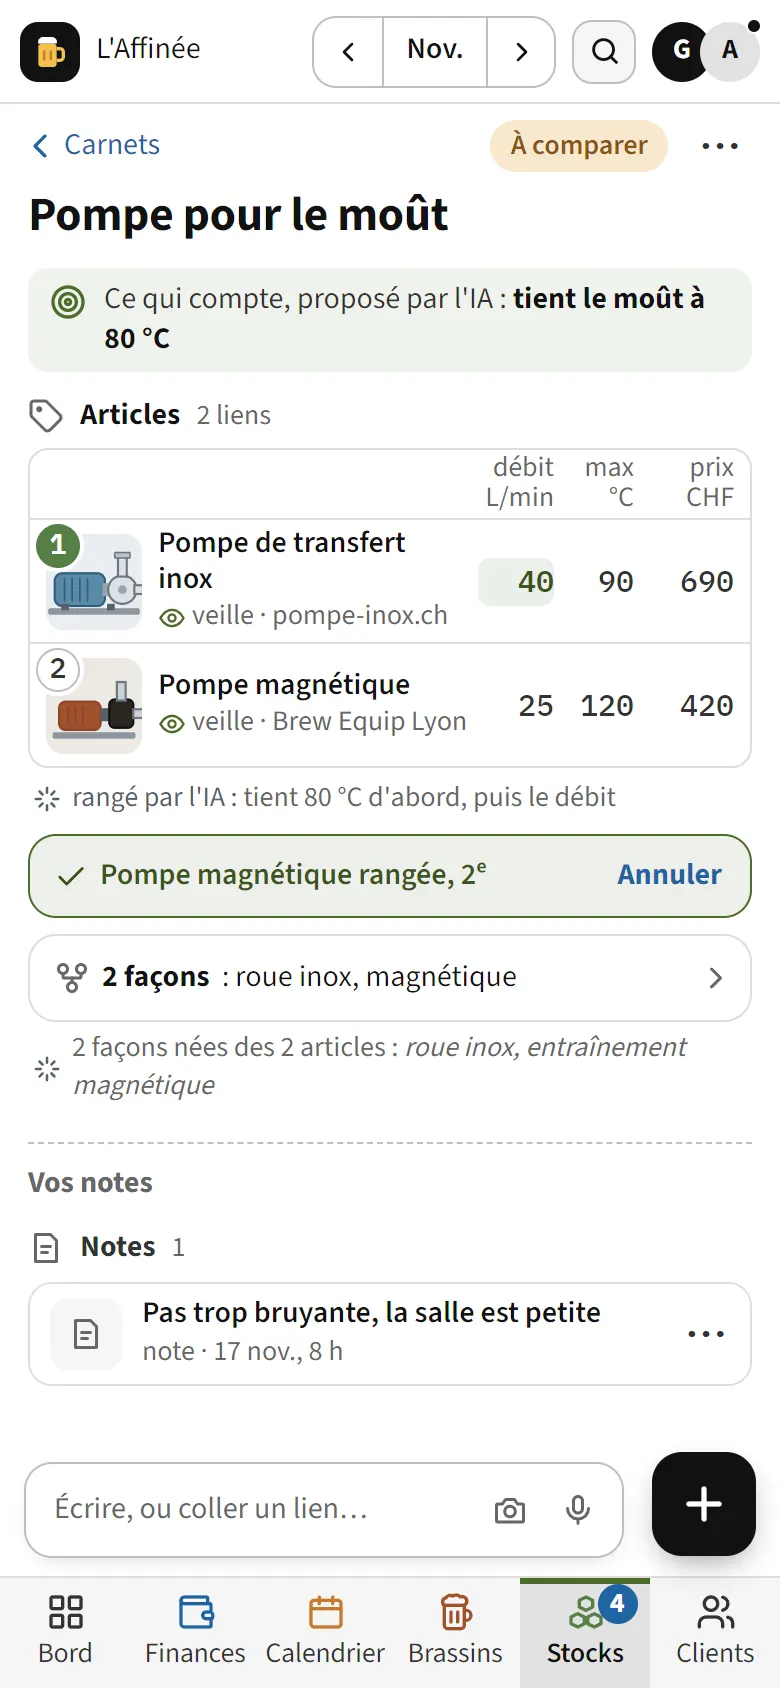 L'Affinée
Nov.
G
A
Carnets
À comparer
Pompe pour le moût
Ce qui compte, proposé par l'IA : tient le moût à
80 °C
Articles 2 liens
débit max prix
L/min °C CHF
1
Pompe de transfert
inox
40 90 690
veille · pompe-inox.ch
2
Pompe magnétique
25 120 420
veille · Brew Equip Lyon
rangé par l'IA : tient 80 °C d'abord, puis le débit
Pompe magnétique rangée, 2ᵉ
Annuler
2 façons : roue inox, magnétique
2 façons nées des 2 articles : roue inox, entraînement
magnétique
Vos notes
Notes 1
Pas trop bruyante, la salle est petite
note · 17 nov., 8 h
Écrire, ou coller un lien…
4
Bord Finances Calendrier Brassins Stocks Clients